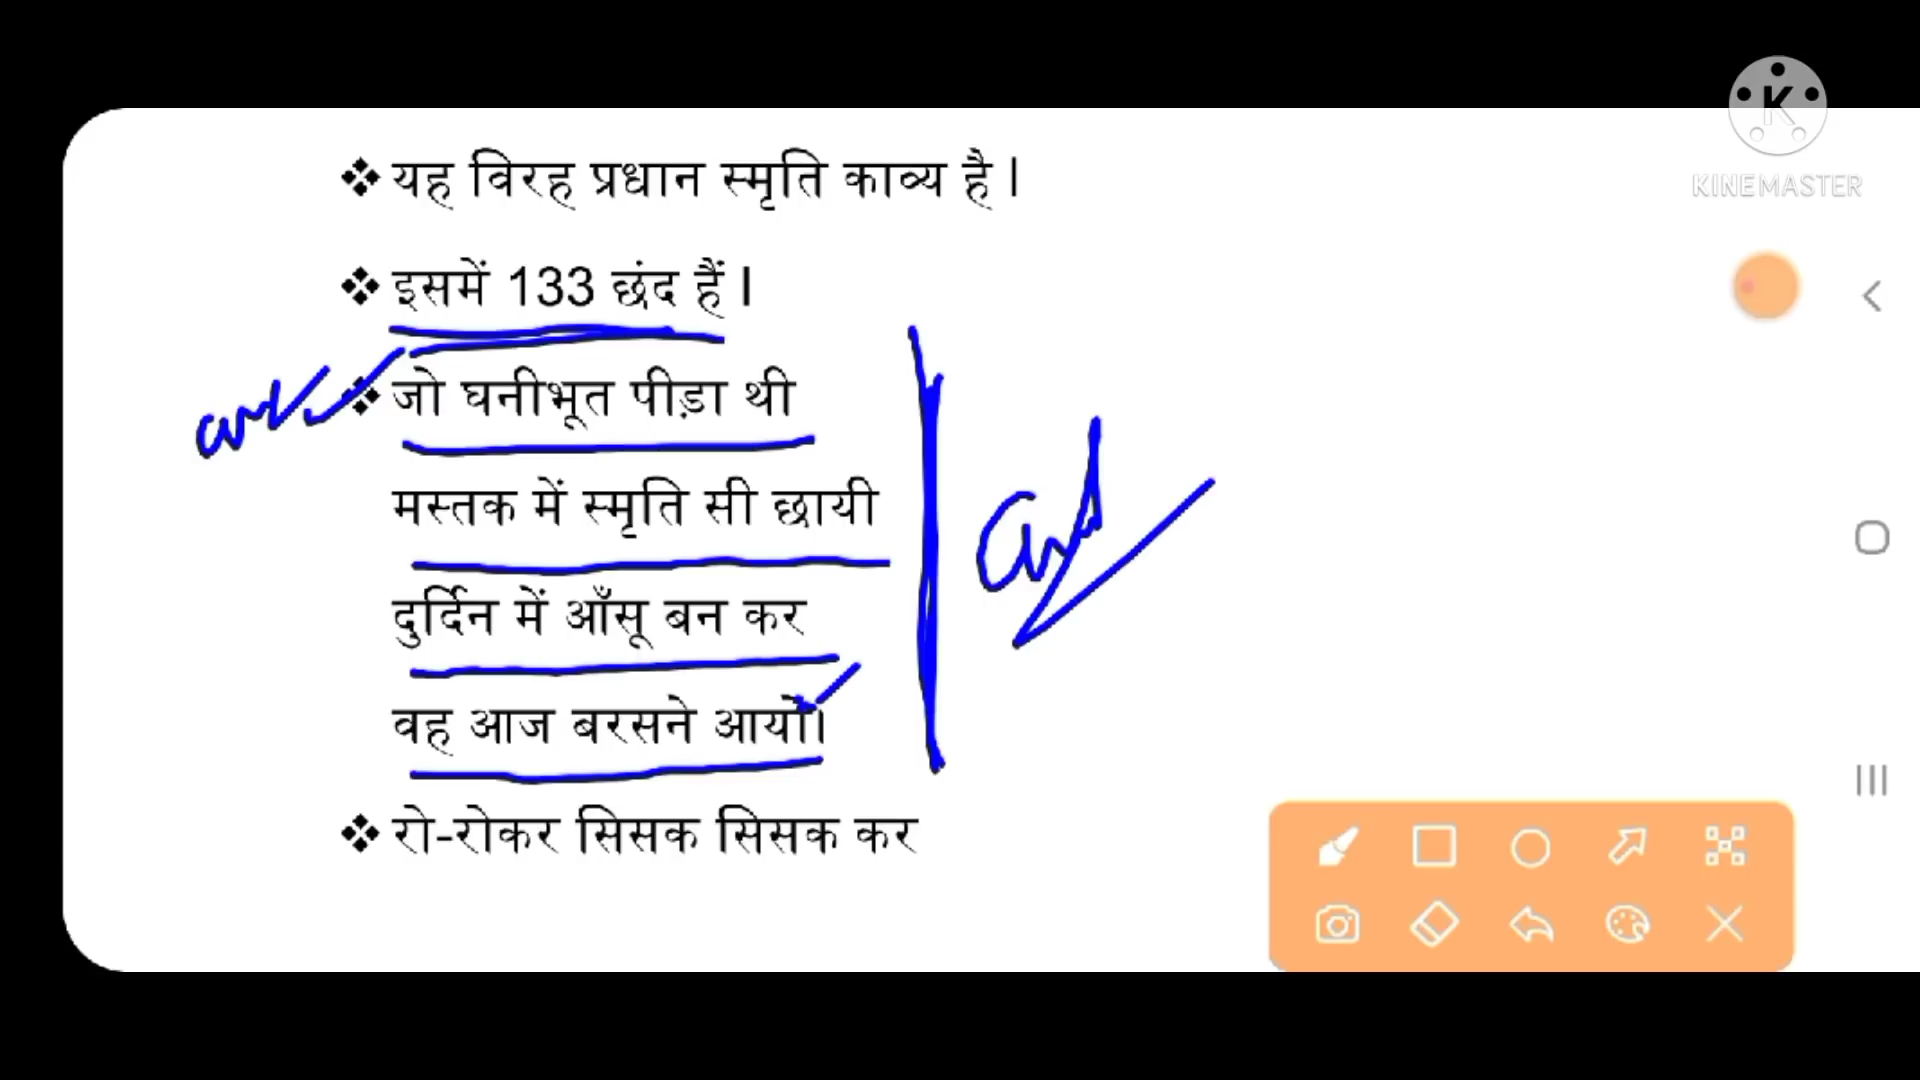 ❖ यह विरह प्रधान स्मृति काव्य है ।
❖ इसमें 133 छंद हैं ।
❖ जो घनीभूत पीड़ा थी
मस्तक में स्मृति सी छायी
दुर्दिन में आँसू बन कर
वह आज बरसने आयी।
❖ रो-रोकर सिसक सिसक कर
K
KINEMASTER